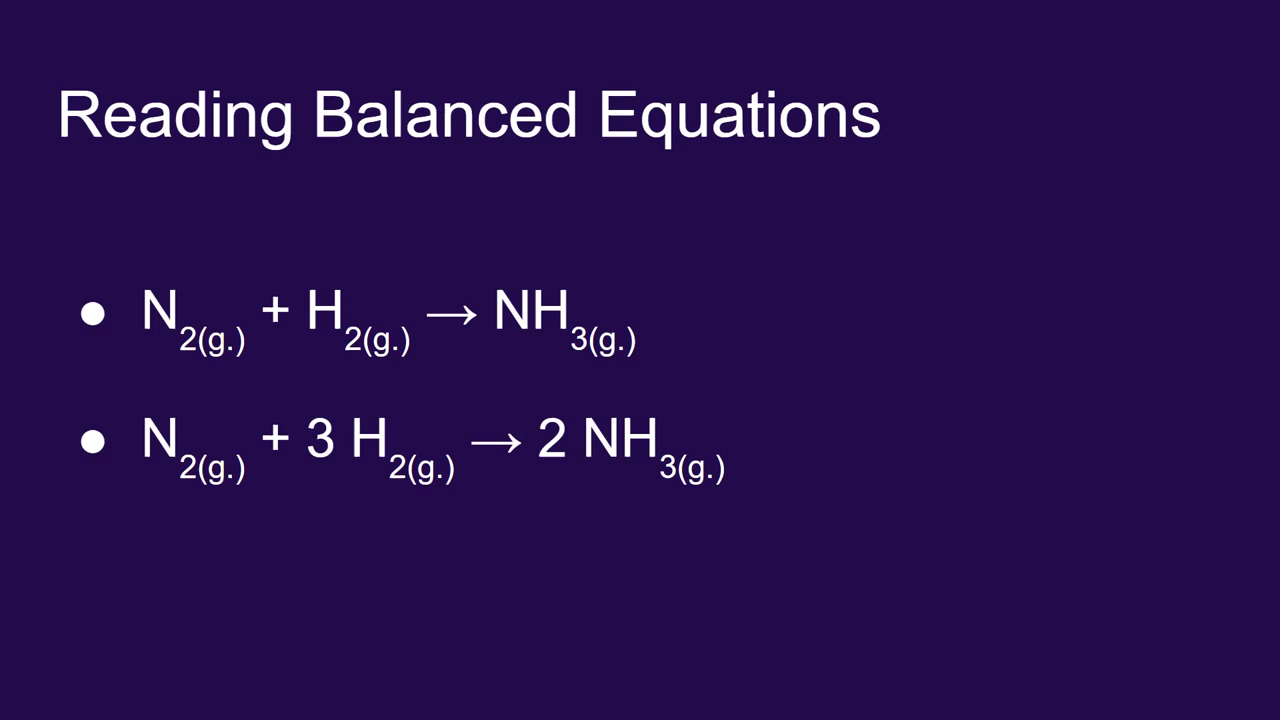 Reading Balanced Equations
● N₂(g.) + H₂(g.) → NH₃(g.)
● N₂(g.) + 3 H₂(g.) → 2 NH₃(g.)